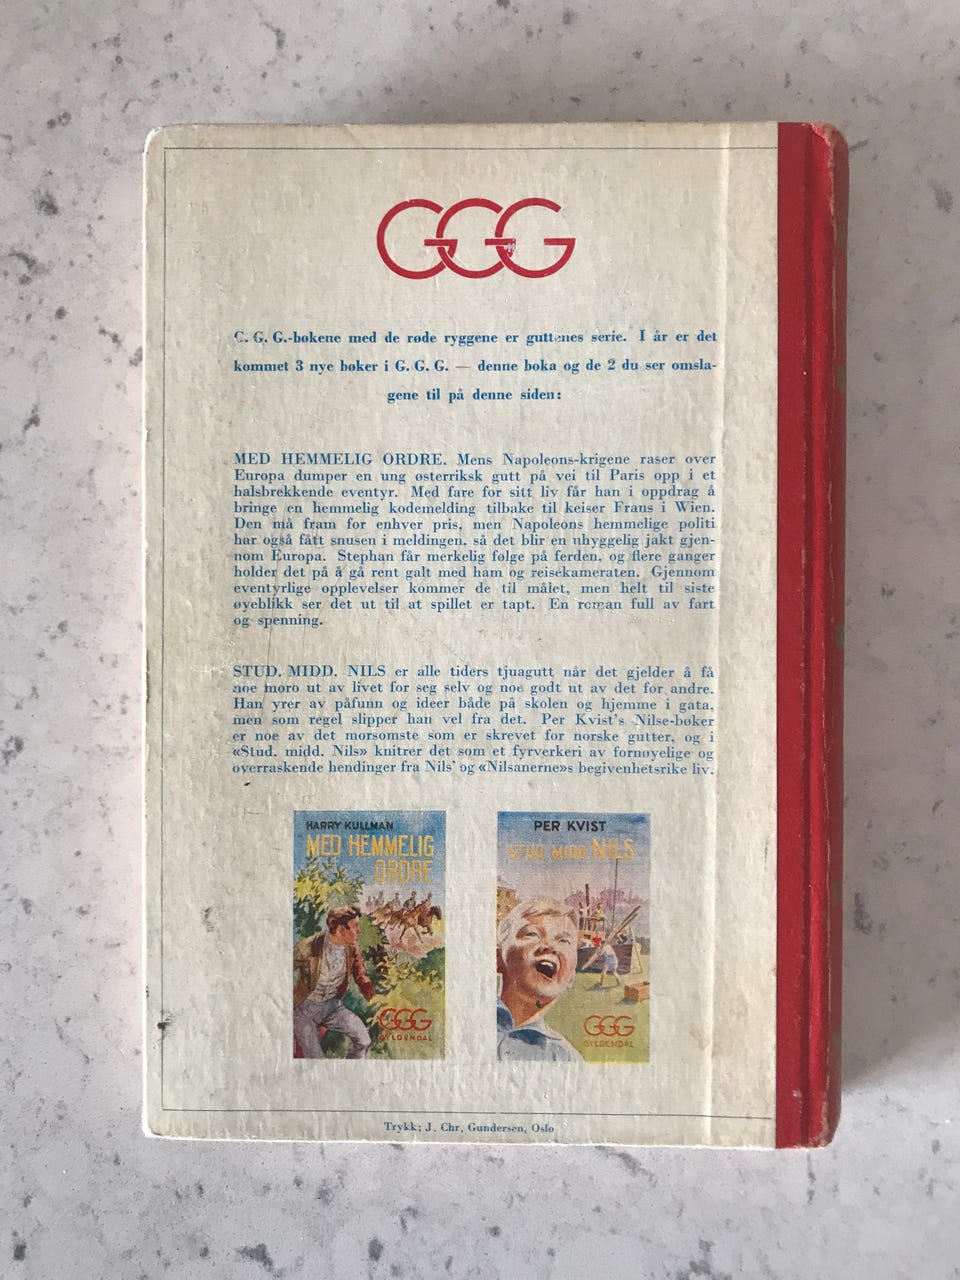 GGG
G. G. G.-bøkene med de røde ryggene er guttenes serie. I år er det
kommet 3 nye bøker i G. G. G. — denne boka og de 2 du ser omsla-
gene til på denne siden:
MED HEMMELIG ORDRE. Mens Napoleons-krigene raser over
Europa dumper en ung østerriksk gutt på vei til Paris opp i et
halsbrekkende eventyr. Med fare for sitt liv får han i oppdrag å
bringe en hemmelig kodemelding tilbake til keiser Frans i Wien.
Den må fram for enhver pris, men Napoleons hemmelige politi
har også fått snusen i meldingen, så det blir en uhyggelig jakt gjen-
nom Europa. Stephan får merkelig følge på ferden, og flere ganger
holder det på å gå rent galt med ham og reisekameraten. Gjennom
eventyrlige opplevelser kommer de til målet, men helt til siste
øyeblikk ser det ut til at spillet er tapt. En roman full av fart
og spenning.
STUD. MIDD. NILS er alle tiders tjuagutt når det gjelder å få
noe moro ut av livet for seg selv og noe godt ut av det for andre.
Han yrer av påfunn og ideer både på skolen og hjemme i gata,
men som regel slipper han vel fra det. Per Kvist's Nilse-bøker
er noe av det morsomste som er skrevet for norske gutter, og i
«Stud. midd. Nils» knitrer det som et fyrverkeri av fornøyelige og
overraskende hendinger fra Nils' og «Nilsanerne»s begivenhetsrike liv.
HARRY KULLMAN
MED HEMMELIG
ORDRE
GGG
GYLDENDAL
PER KVIST
STUD MIDD NILS
GGG
GYLDENDAL
Trykk: J. Chr. Gundersen, Oslo